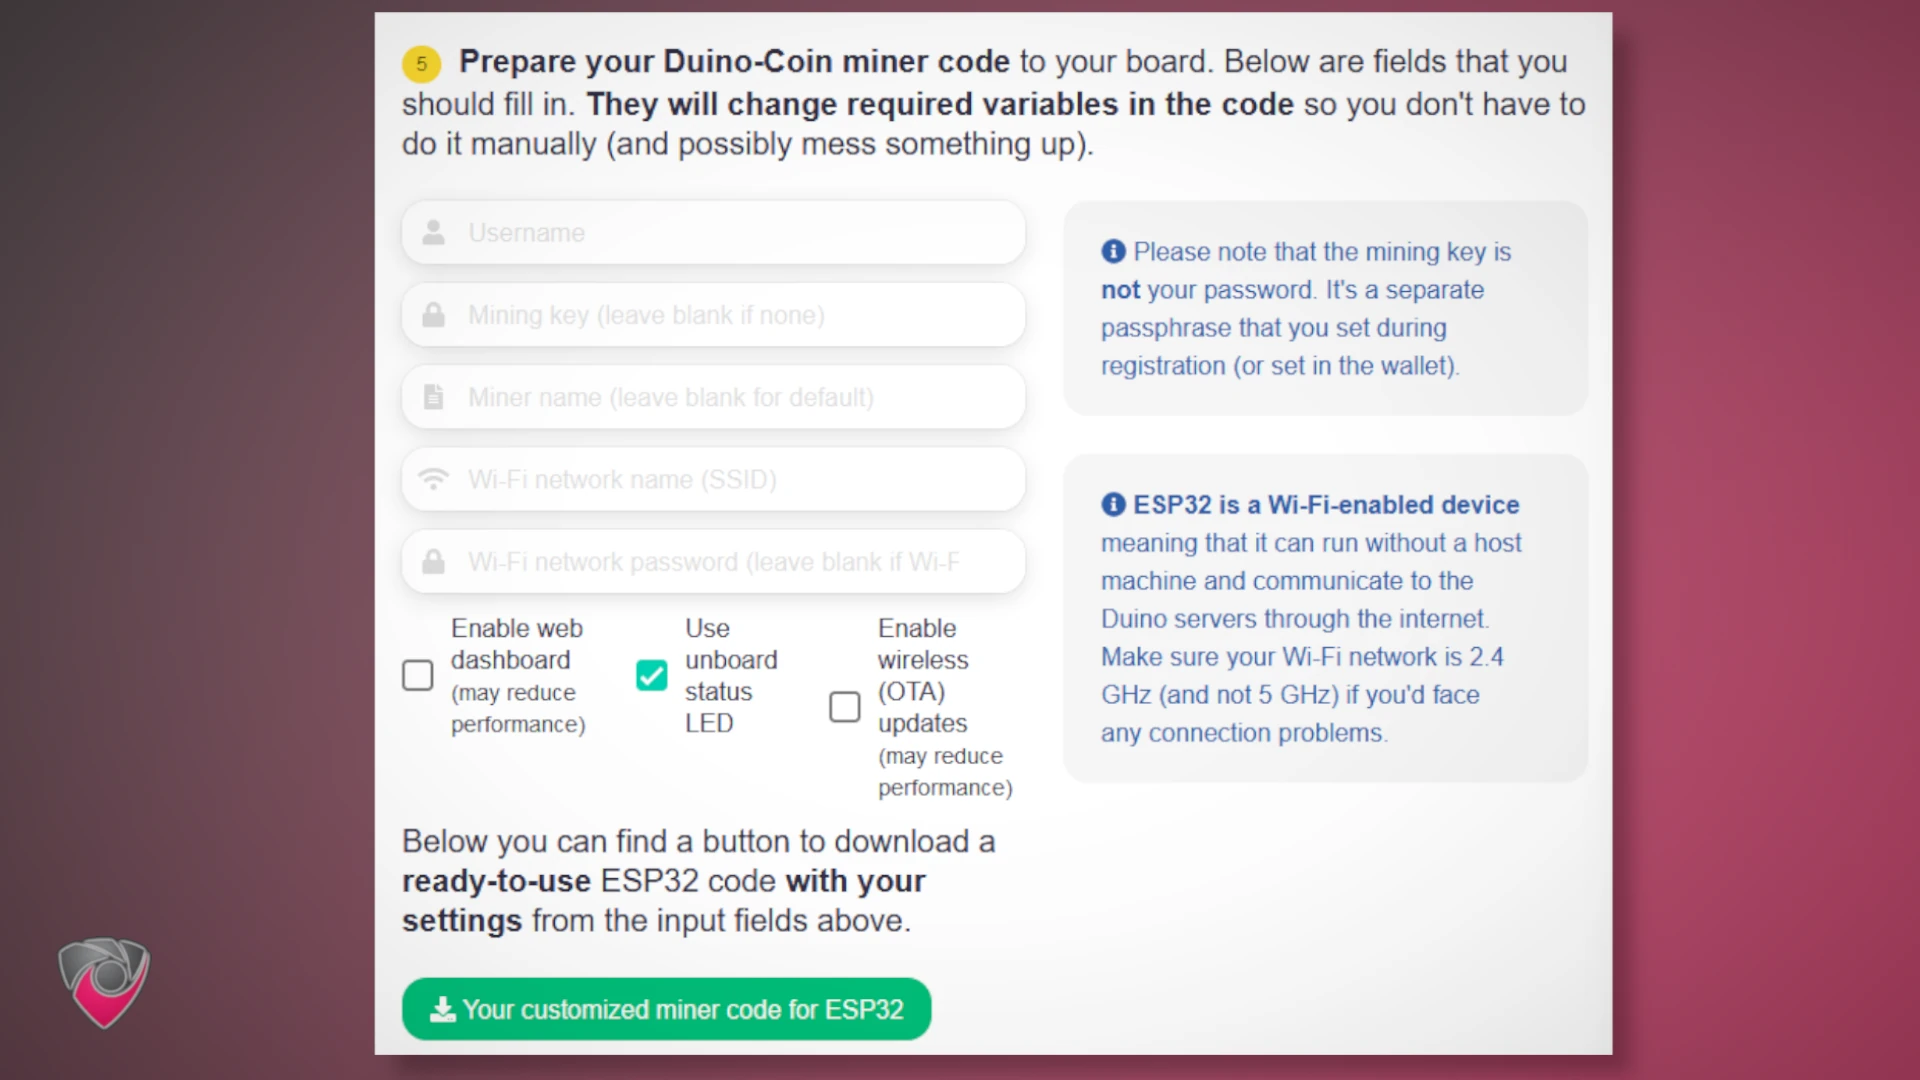 5 Prepare your Duino-Coin miner code to your board. Below are fields that you
should fill in. They will change required variables in the code so you don't have to
do it manually (and possibly mess something up).
Username
Mining key (leave blank if none)
Miner name (leave blank for default)
Wi-Fi network name (SSID)
Wi-Fi network password (leave blank if Wi-F
Enable web
dashboard
(may reduce
performance)
Use
unboard
status
LED
Enable
wireless
(OTA)
updates
(may reduce
performance)
Below you can find a button to download a
ready-to-use ESP32 code with your
settings from the input fields above.
Your customized miner code for ESP32
Please note that the mining key is
not your password. It's a separate
passphrase that you set during
registration (or set in the wallet).
ESP32 is a Wi-Fi-enabled device
meaning that it can run without a host
machine and communicate to the
Duino servers through the internet.
Make sure your Wi-Fi network is 2.4
GHz (and not 5 GHz) if you'd face
any connection problems.